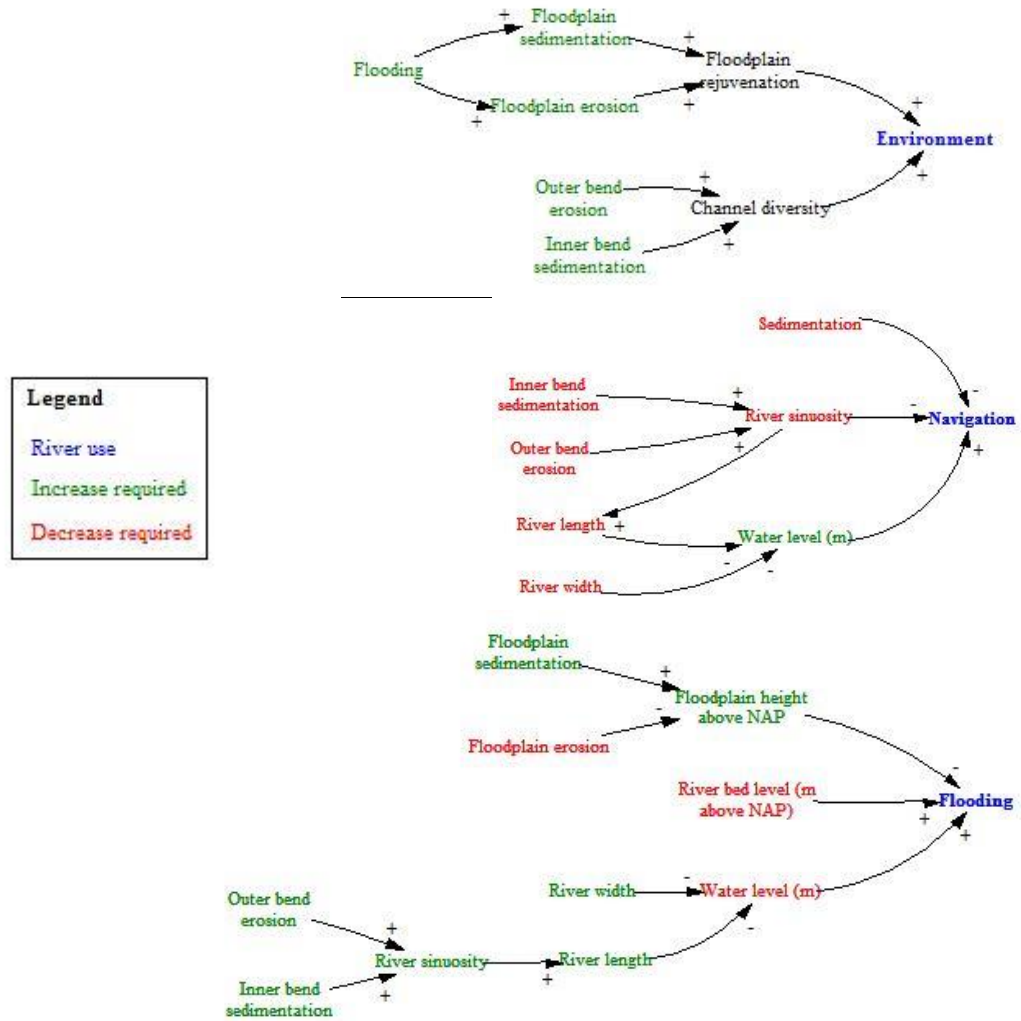 Floodplain
sedimentation
+
+
Flooding
Floodplain
rejuvenation
+
Floodplain erosion
+
+
Environment
+
Outer bend
erosion
+
Channel diversity
+
Inner bend
sedimentation
Sedimentation
-
Inner bend
sedimentation
+
River sinuosity
-
Navigation
+
Outer bend
erosion
+
River length
+
Water level (m)
-
-
River width
Legend
River use
Increase required
Decrease required
Floodplain
sedimentation
+
Floodplain height
above NAP
-
Floodplain erosion
-
River bed level (m
above NAP)
+
Flooding
+
River width
-
Water level (m)
-
Outer bend
erosion
+
River sinuosity
+
River length
+
Inner bend
sedimentation